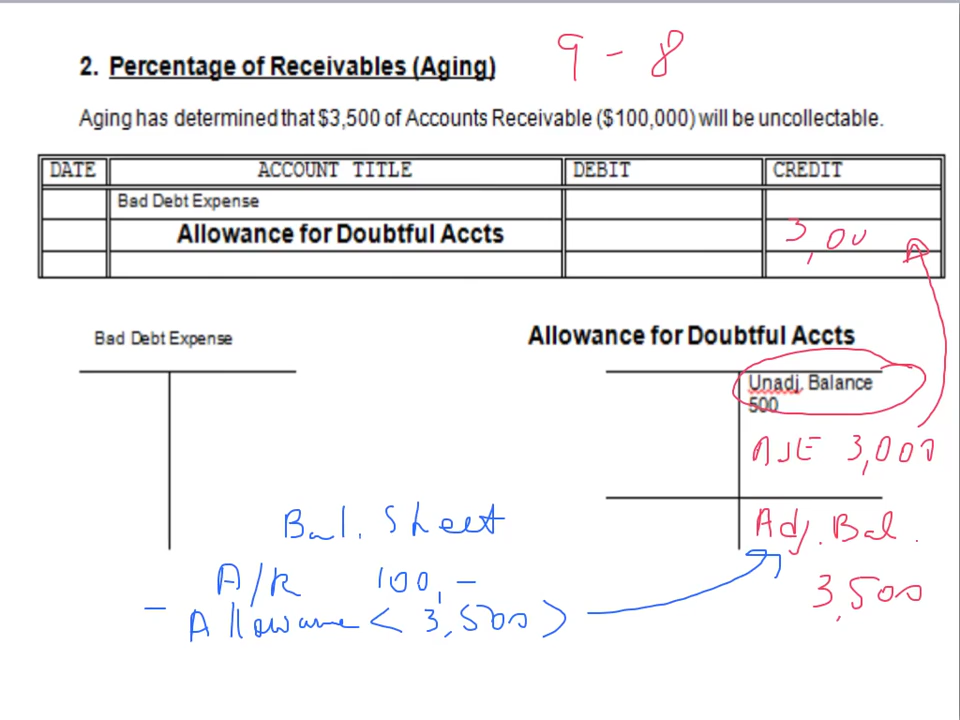 9 - 8
2. Percentage of Receivables (Aging)
Aging has determined that $3,500 of Accounts Receivable ($100,000) will be uncollectable.
DATE ACCOUNT TITLE DEBIT CREDIT
Bad Debt Expense
Allowance for Doubtful Accts 3,00
Bad Debt Expense
Allowance for Doubtful Accts
Unadj. Balance
500
AJE 3,000
Bal. Sheet
Adj. Bal.
A/R 100,-
3,500
- Allowance < 3,500 >